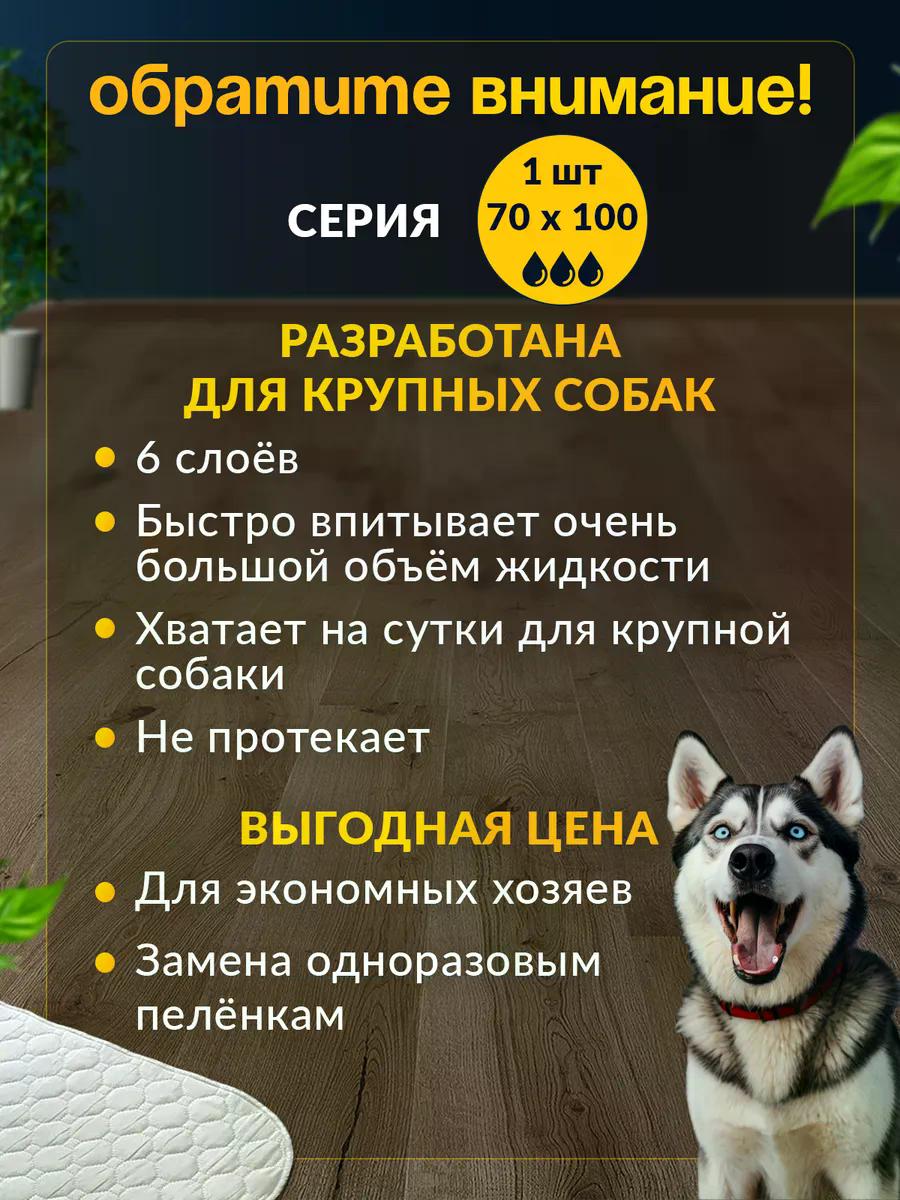 обратите внимание!
1 шт
СЕРИЯ 70 х 100
РАЗРАБОТАНА
ДЛЯ КРУПНЫХ СОБАК
6 слоёв
Быстро впитывает очень
большой объём жидкости
Хватает на сутки для крупной
собаки
Не протекает
ВЫГОДНАЯ ЦЕНА
Для экономных хозяев
Замена одноразовым
пелёнкам